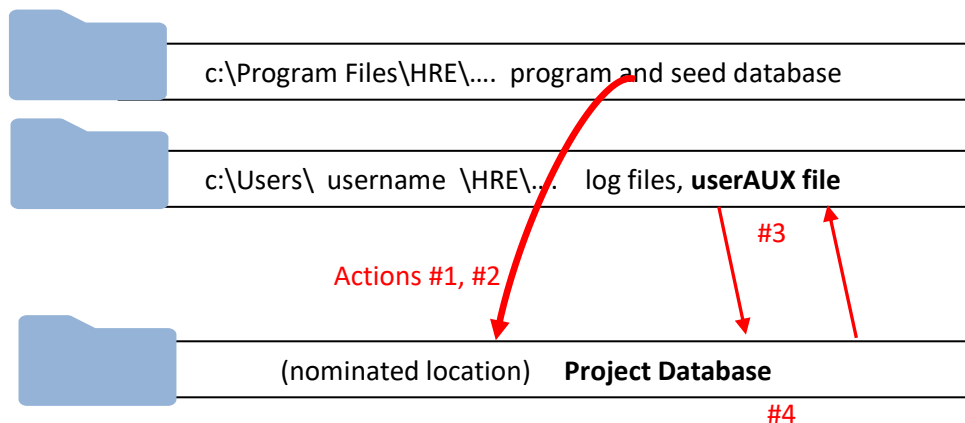 c:\Program Files\HRE\.... program and seed database
c:\Users\ username \HRE\.... log files, userAUX file
#3
Actions #1, #2
(nominated location) Project Database
#4